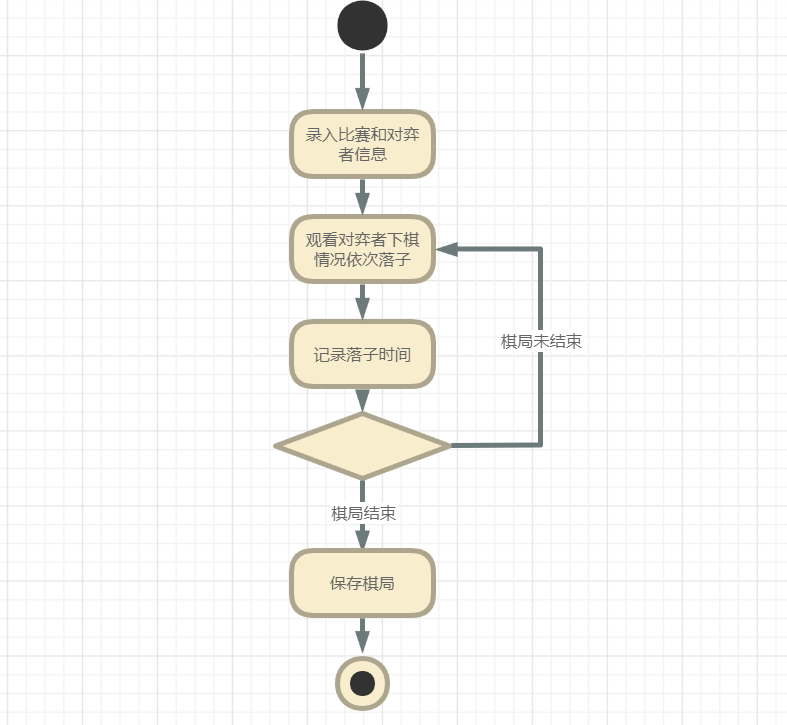 录入比赛和对弈
者信息
观看对弈者下棋
情况依次落子
棋局未结束
记录落子时间
棋局结束
保存棋局